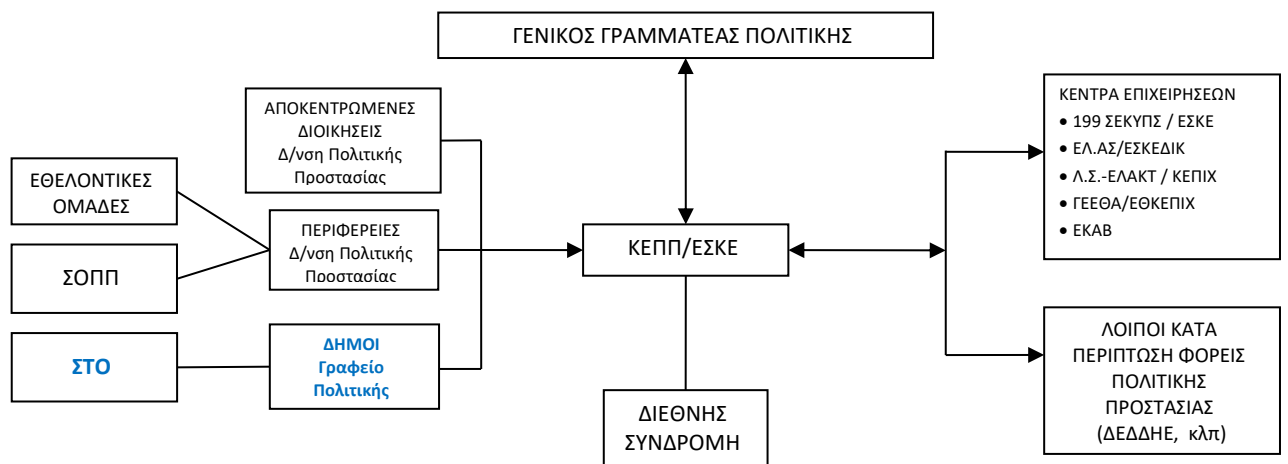 ΓΕΝΙΚΟΣ ΓΡΑΜΜΑΤΕΑΣ ΠΟΛΙΤΙΚΗΣ
ΑΠΟΚΕΝΤΡΩΜΕΝΕΣ
ΔΙΟΙΚΗΣΕΙΣ
Δ/νση Πολιτικής
Προστασίας
ΕΘΕΛΟΝΤΙΚΕΣ
ΟΜΑΔΕΣ
ΣΟΠΠ
ΣΤΟ
ΠΕΡΙΦΕΡΕΙΕΣ
Δ/νση Πολιτικής
Προστασίας
ΔΗΜΟΙ
Γραφείο
Πολιτικής
ΚΕΠΠ/ΕΣΚΕ
ΔΙΕΘΝΗΣ
ΣΥΝΔΡΟΜΗ
ΚΕΝΤΡΑ ΕΠΙΧΕΙΡΗΣΕΩΝ
• 199 ΣΕΚΥΠΣ / ΕΣΚΕ
• ΕΛ.ΑΣ/ΕΣΚΕΔΙΚ
• Λ.Σ.-ΕΛΑΚΤ / ΚΕΠΙΧ
• ΓΕΕΘΑ/ΕΘΚΕΠΙΧ
• ΕΚΑΒ
ΛΟΙΠΟΙ ΚΑΤΑ
ΠΕΡΙΠΤΩΣΗ ΦΟΡΕΙΣ
ΠΟΛΙΤΙΚΗΣ
ΠΡΟΣΤΑΣΙΑΣ
(ΔΕΔΔΗΕ, κλπ)